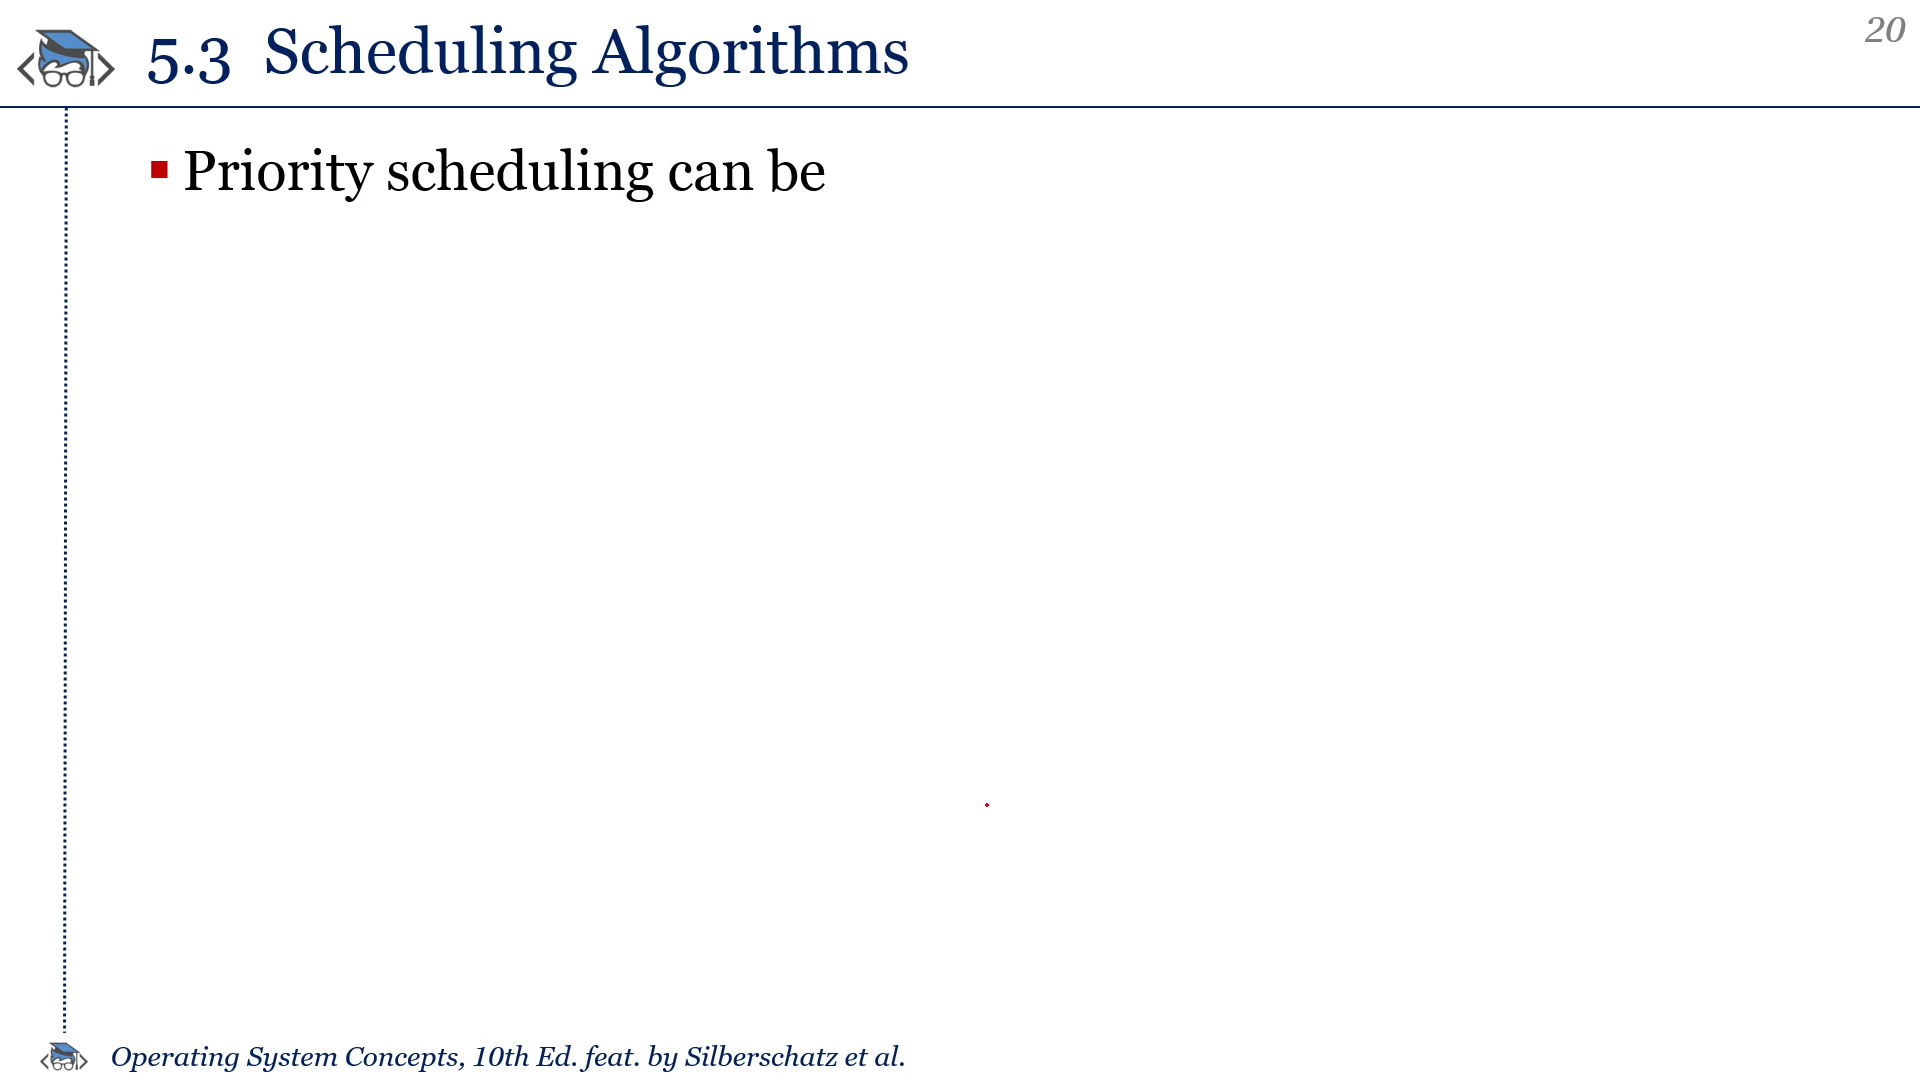 20
5.3 Scheduling Algorithms
Priority scheduling can be
Operating System Concepts, 10th Ed. feat. by Silberschatz et al.